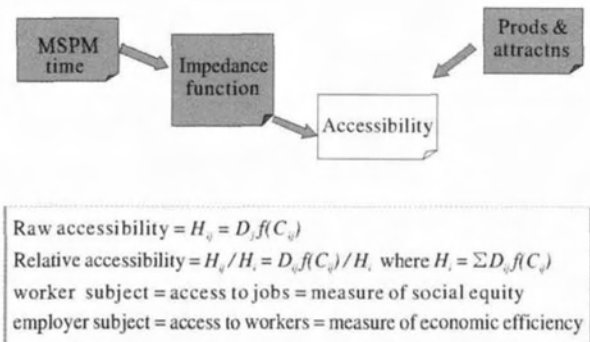 MSPM
time
Impedance
function
Prods &
attractns
Accessibility
Raw accessibility = H_ij = D_j f(C_ij)
Relative accessibility = H_ij / H_i = D_ij f(C_ij) / H_i where H_i = ΣD_ij f(C_ij)
worker subject = access to jobs = measure of social equity
employer subject = access to workers = measure of economic efficiency